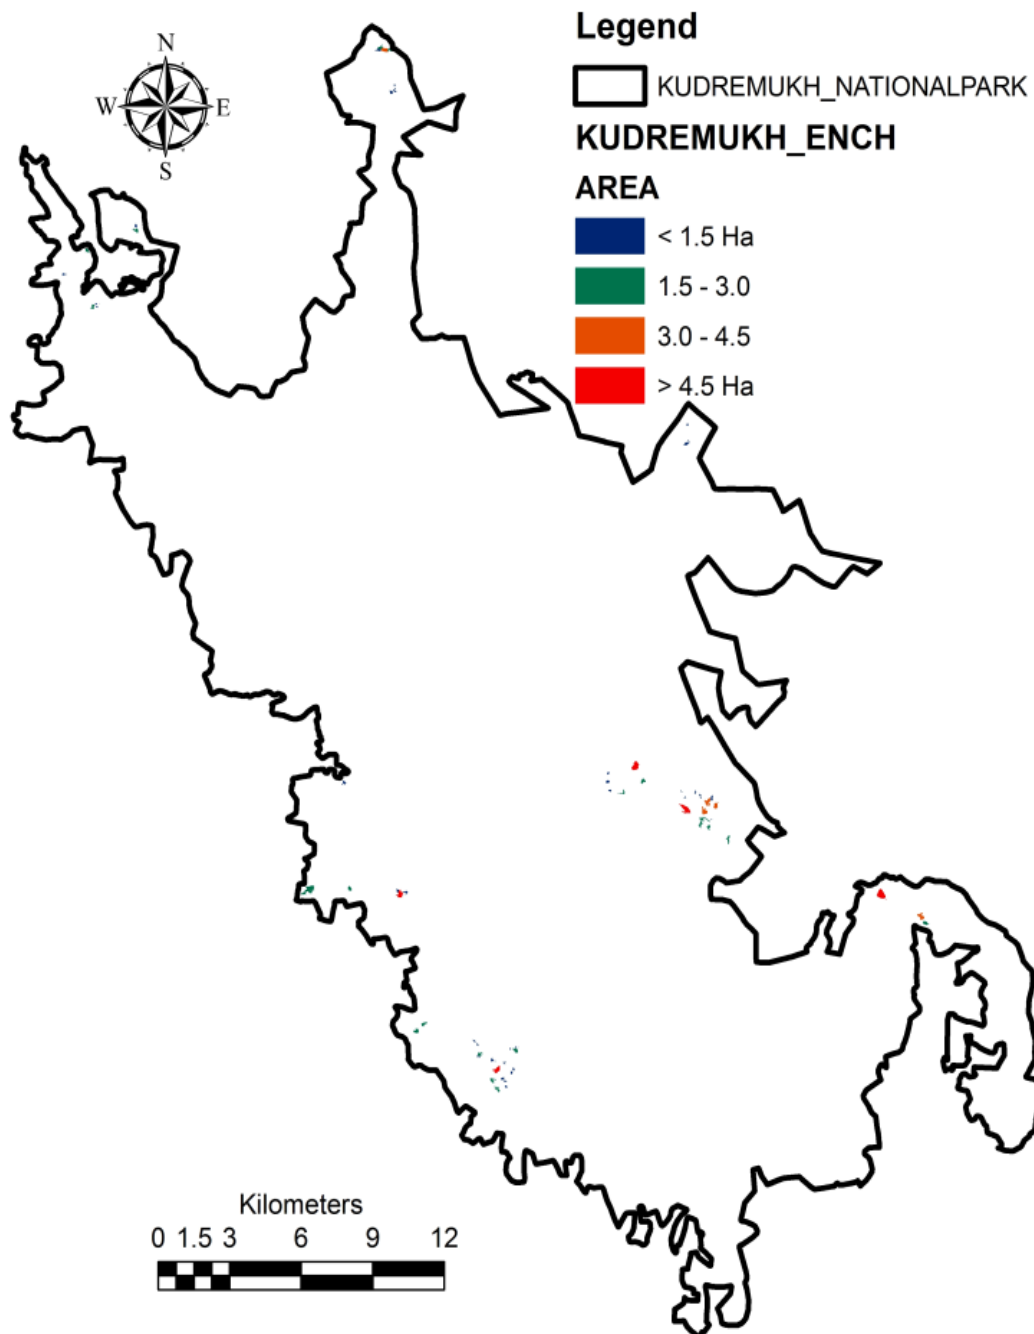 Legend
KUDREMUKH_NATIONALPARK
KUDREMUKH_ENCH
AREA
< 1.5 Ha
1.5 - 3.0
3.0 - 4.5
> 4.5 Ha
N
W E
S
Kilometers
0 1.5 3 6 9 12